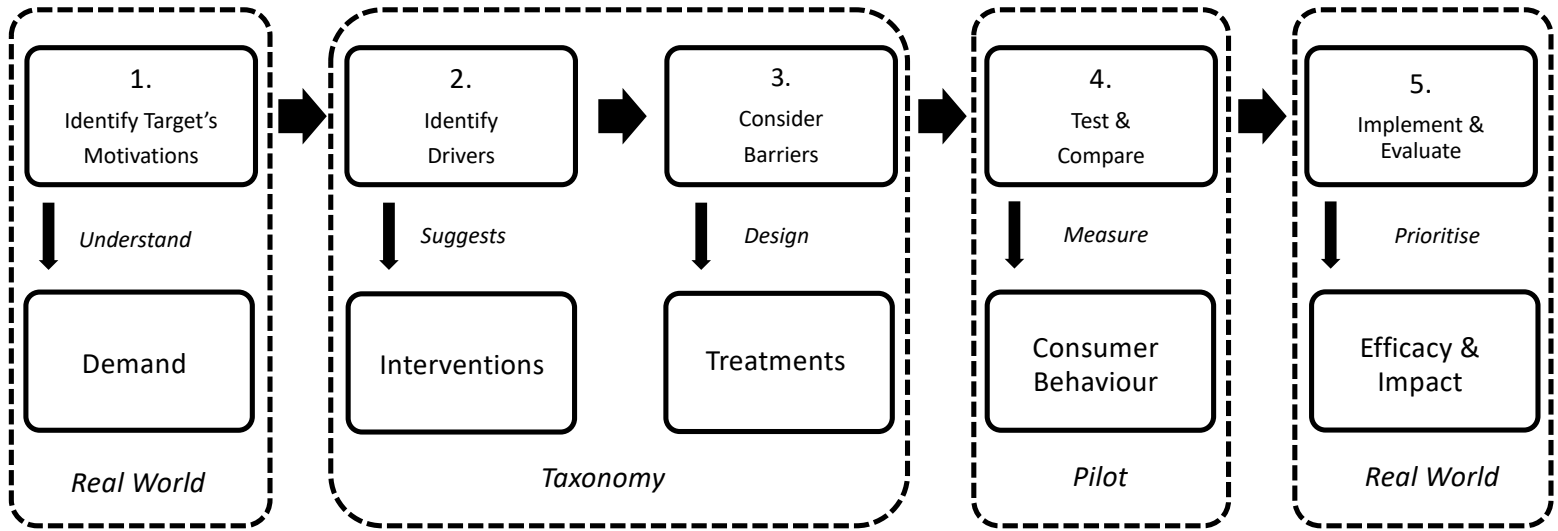 1.
Identify Target's
Motivations
2.
Identify
Drivers
3.
Consider
Barriers
4.
Test &
Compare
5.
Implement &
Evaluate
Understand
Suggests
Design
Measure
Prioritise
Demand
Interventions
Treatments
Consumer
Behaviour
Efficacy &
Impact
Real World
Taxonomy
Pilot
Real World